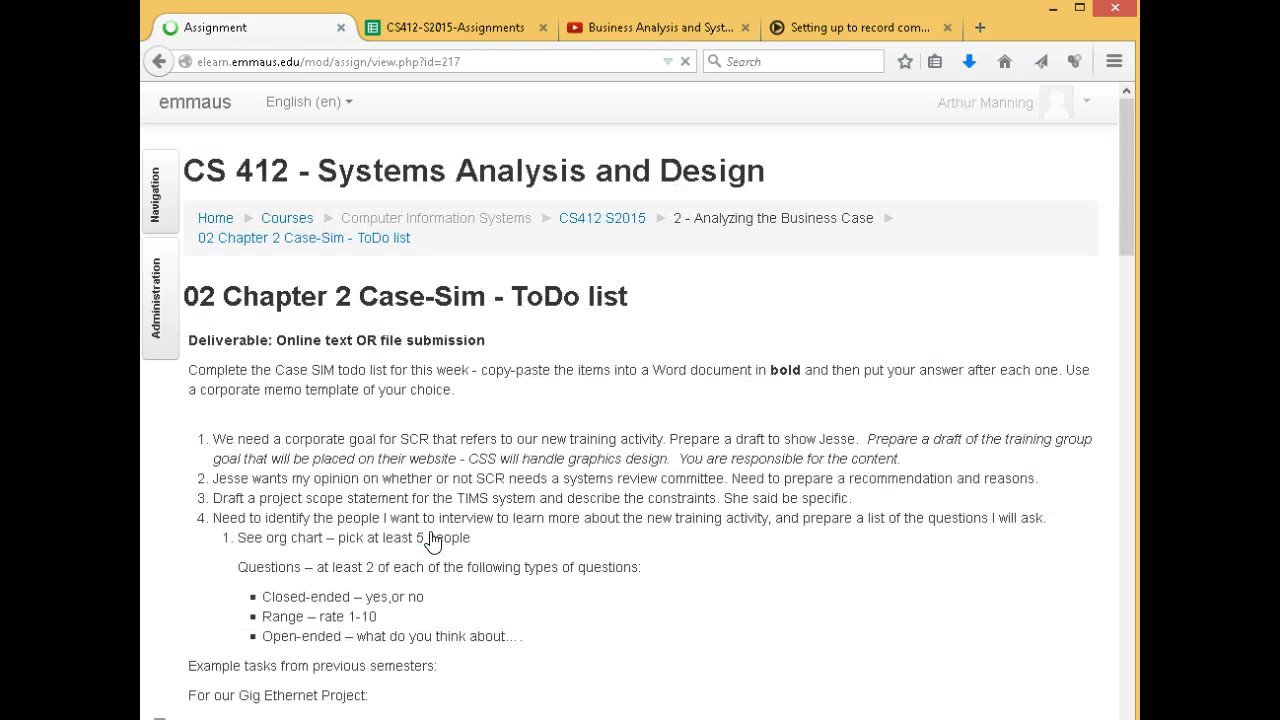 Assignment
CS412-S2015-Assignments
Business Analysis and Syst...
Setting up to record com...
elearn.emmaus.edu/mod/assign/view.php?id=217
Search
emmaus
English (en)
Arthur Manning
Navigation
Administration
CS 412 - Systems Analysis and Design
Home ► Courses ► Computer Information Systems ► CS412 S2015 ► 2 - Analyzing the Business Case ►
02 Chapter 2 Case-Sim - ToDo list
02 Chapter 2 Case-Sim - ToDo list
Deliverable: Online text OR file submission
Complete the Case SIM todo list for this week - copy-paste the items into a Word document in bold and then put your answer after each one. Use
a corporate memo template of your choice.
1. We need a corporate goal for SCR that refers to our new training activity. Prepare a draft to show Jesse. Prepare a draft of the training group
goal that will be placed on their website - CSS will handle graphics design. You are responsible for the content.
2. Jesse wants my opinion on whether or not SCR needs a systems review committee. Need to prepare a recommendation and reasons.
3. Draft a project scope statement for the TIMS system and describe the constraints. She said be specific.
4. Need to identify the people I want to interview to learn more about the new training activity, and prepare a list of the questions I will ask.
1. See org chart – pick at least 5 people
Questions – at least 2 of each of the following types of questions:
▪ Closed-ended – yes,or no
▪ Range – rate 1-10
▪ Open-ended – what do you think about….
Example tasks from previous semesters:
For our Gig Ethernet Project: